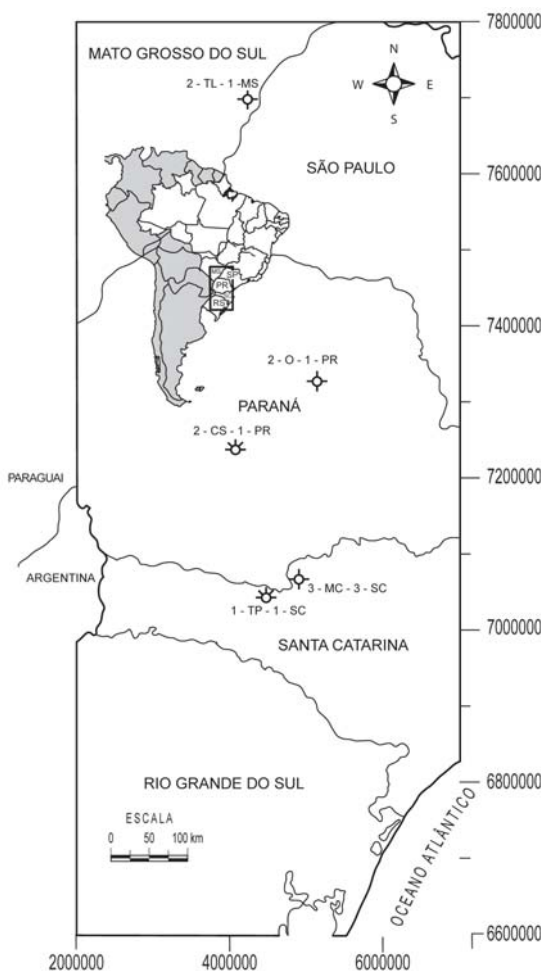 7800000
MATO GROSSO DO SUL
N
2 - TL - 1 -MS
W
E
S
SÃO PAULO
7600000
MS
SP
PR
RS
7400000
2 - O - 1 - PR
PARANÁ
2 - CS - 1 - PR
PARAGUAI
7200000
ARGENTINA
3 - MC - 3 - SC
1 - TP - 1 - SC
7000000
SANTA CATARINA
RIO GRANDE DO SUL
6800000
ESCALA
0 50 100 km
OCEANO ATLÂNTICO
6600000
2000000 4000000 6000000